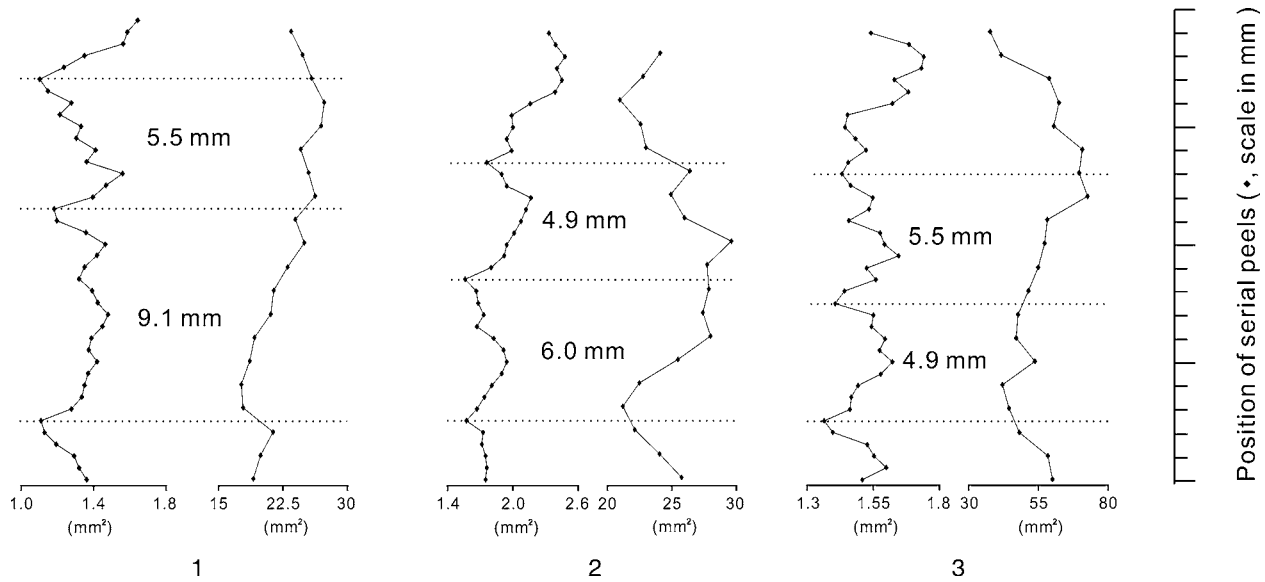 5.5 mm
9.1 mm
1.0 1.4 1.8 15 22.5 30
(mm²) (mm²)
1
4.9 mm
6.0 mm
1.4 2.0 2.6 20 22 30
(mm²) (mm²)
2
5.5 mm
4.9 mm
1.3 1.55 1.8 30 55 80
(mm²) (mm²)
3
Position of serial peels (⬥, scale in mm )